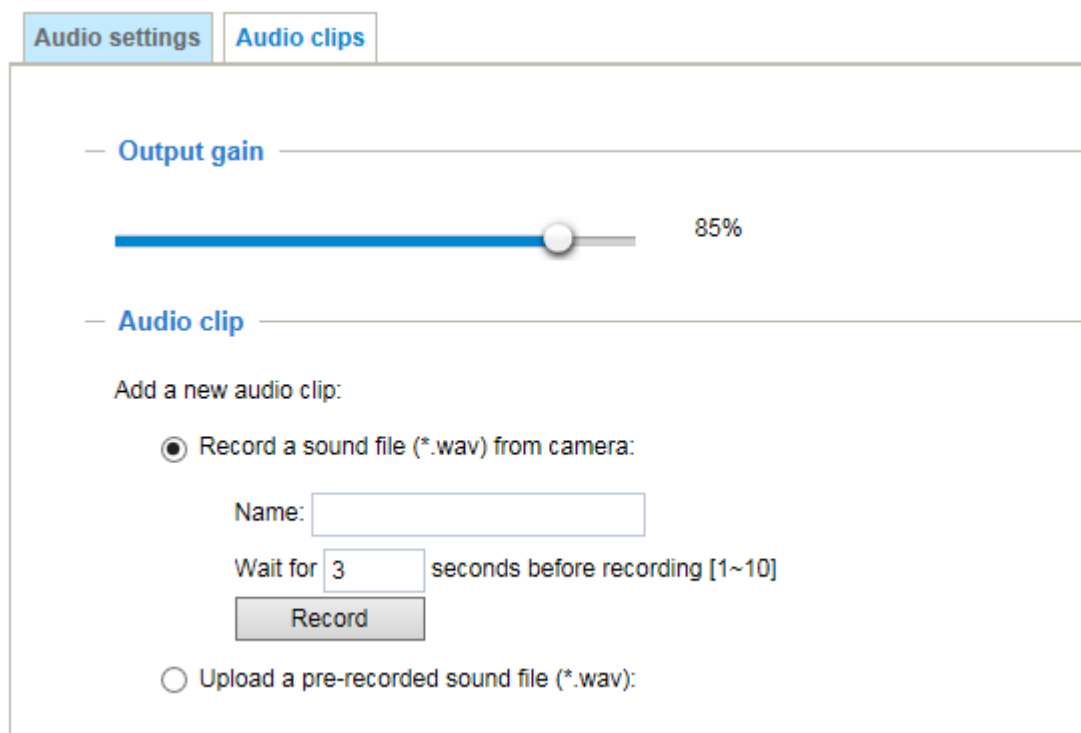 Audio settings Audio clips
Output gain
85%
Audio clip
Add a new audio clip:
Record a sound file (*.wav) from camera:
Name:
Wait for 3 seconds before recording [1~10]
Record
Upload a pre-recorded sound file (*.wav):